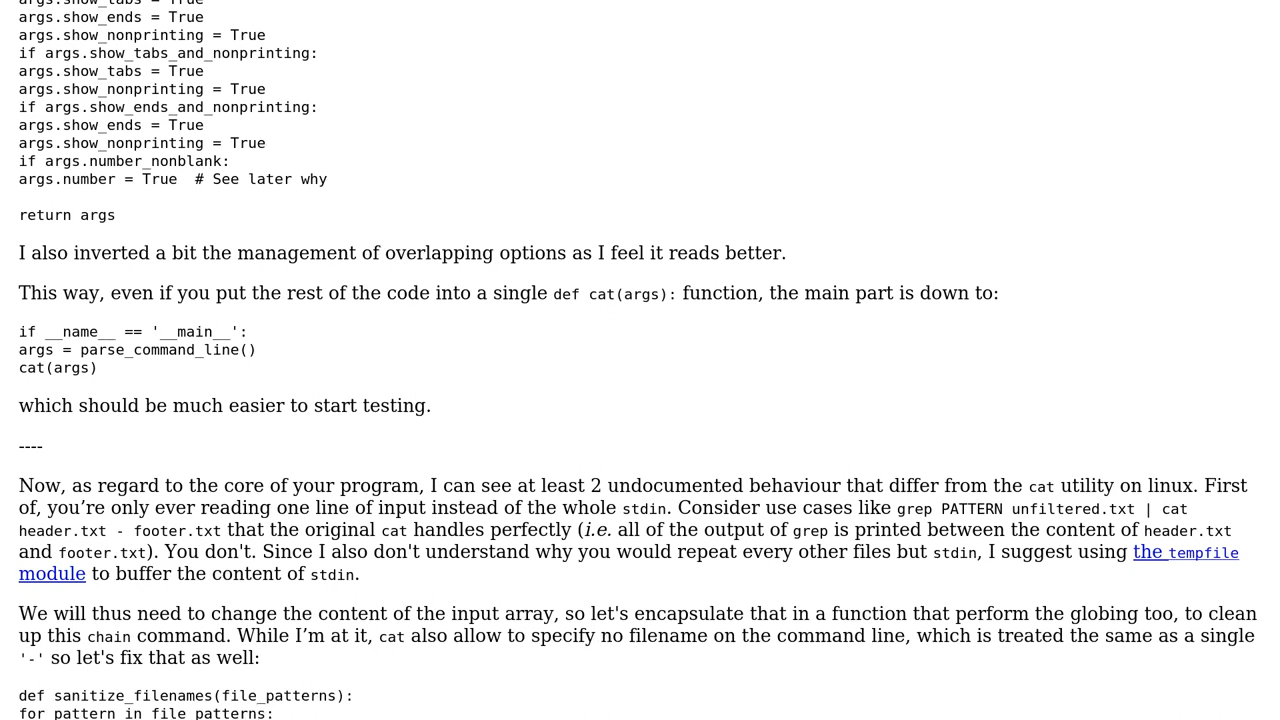 args.show_tabs = True
args.show_ends = True
args.show_nonprinting = True
if args.show_tabs_and_nonprinting:
args.show_tabs = True
args.show_nonprinting = True
if args.show_ends_and_nonprinting:
args.show_ends = True
args.show_nonprinting = True
if args.number_nonblank:
args.number = True  # See later why
return args
I also inverted a bit the management of overlapping options as I feel it reads better.
This way, even if you put the rest of the code into a single def cat(args): function, the main part is down to:
if __name__ == '__main__':
args = parse_command_line()
cat(args)
which should be much easier to start testing.
----
Now, as regard to the core of your program, I can see at least 2 undocumented behaviour that differ from the cat utility on linux. First
of, you’re only ever reading one line of input instead of the whole stdin. Consider use cases like grep PATTERN unfiltered.txt | cat
header.txt - footer.txt that the original cat handles perfectly (i.e. all of the output of grep is printed between the content of header.txt
and footer.txt). You don't. Since I also don't understand why you would repeat every other files but stdin, I suggest using the tempfile
module to buffer the content of stdin.
We will thus need to change the content of the input array, so let's encapsulate that in a function that perform the globing too, to clean
up this chain command. While I’m at it, cat also allow to specify no filename on the command line, which is treated the same as a single
'-' so let's fix that as well:
def sanitize_filenames(file_patterns):
for pattern in file_patterns: